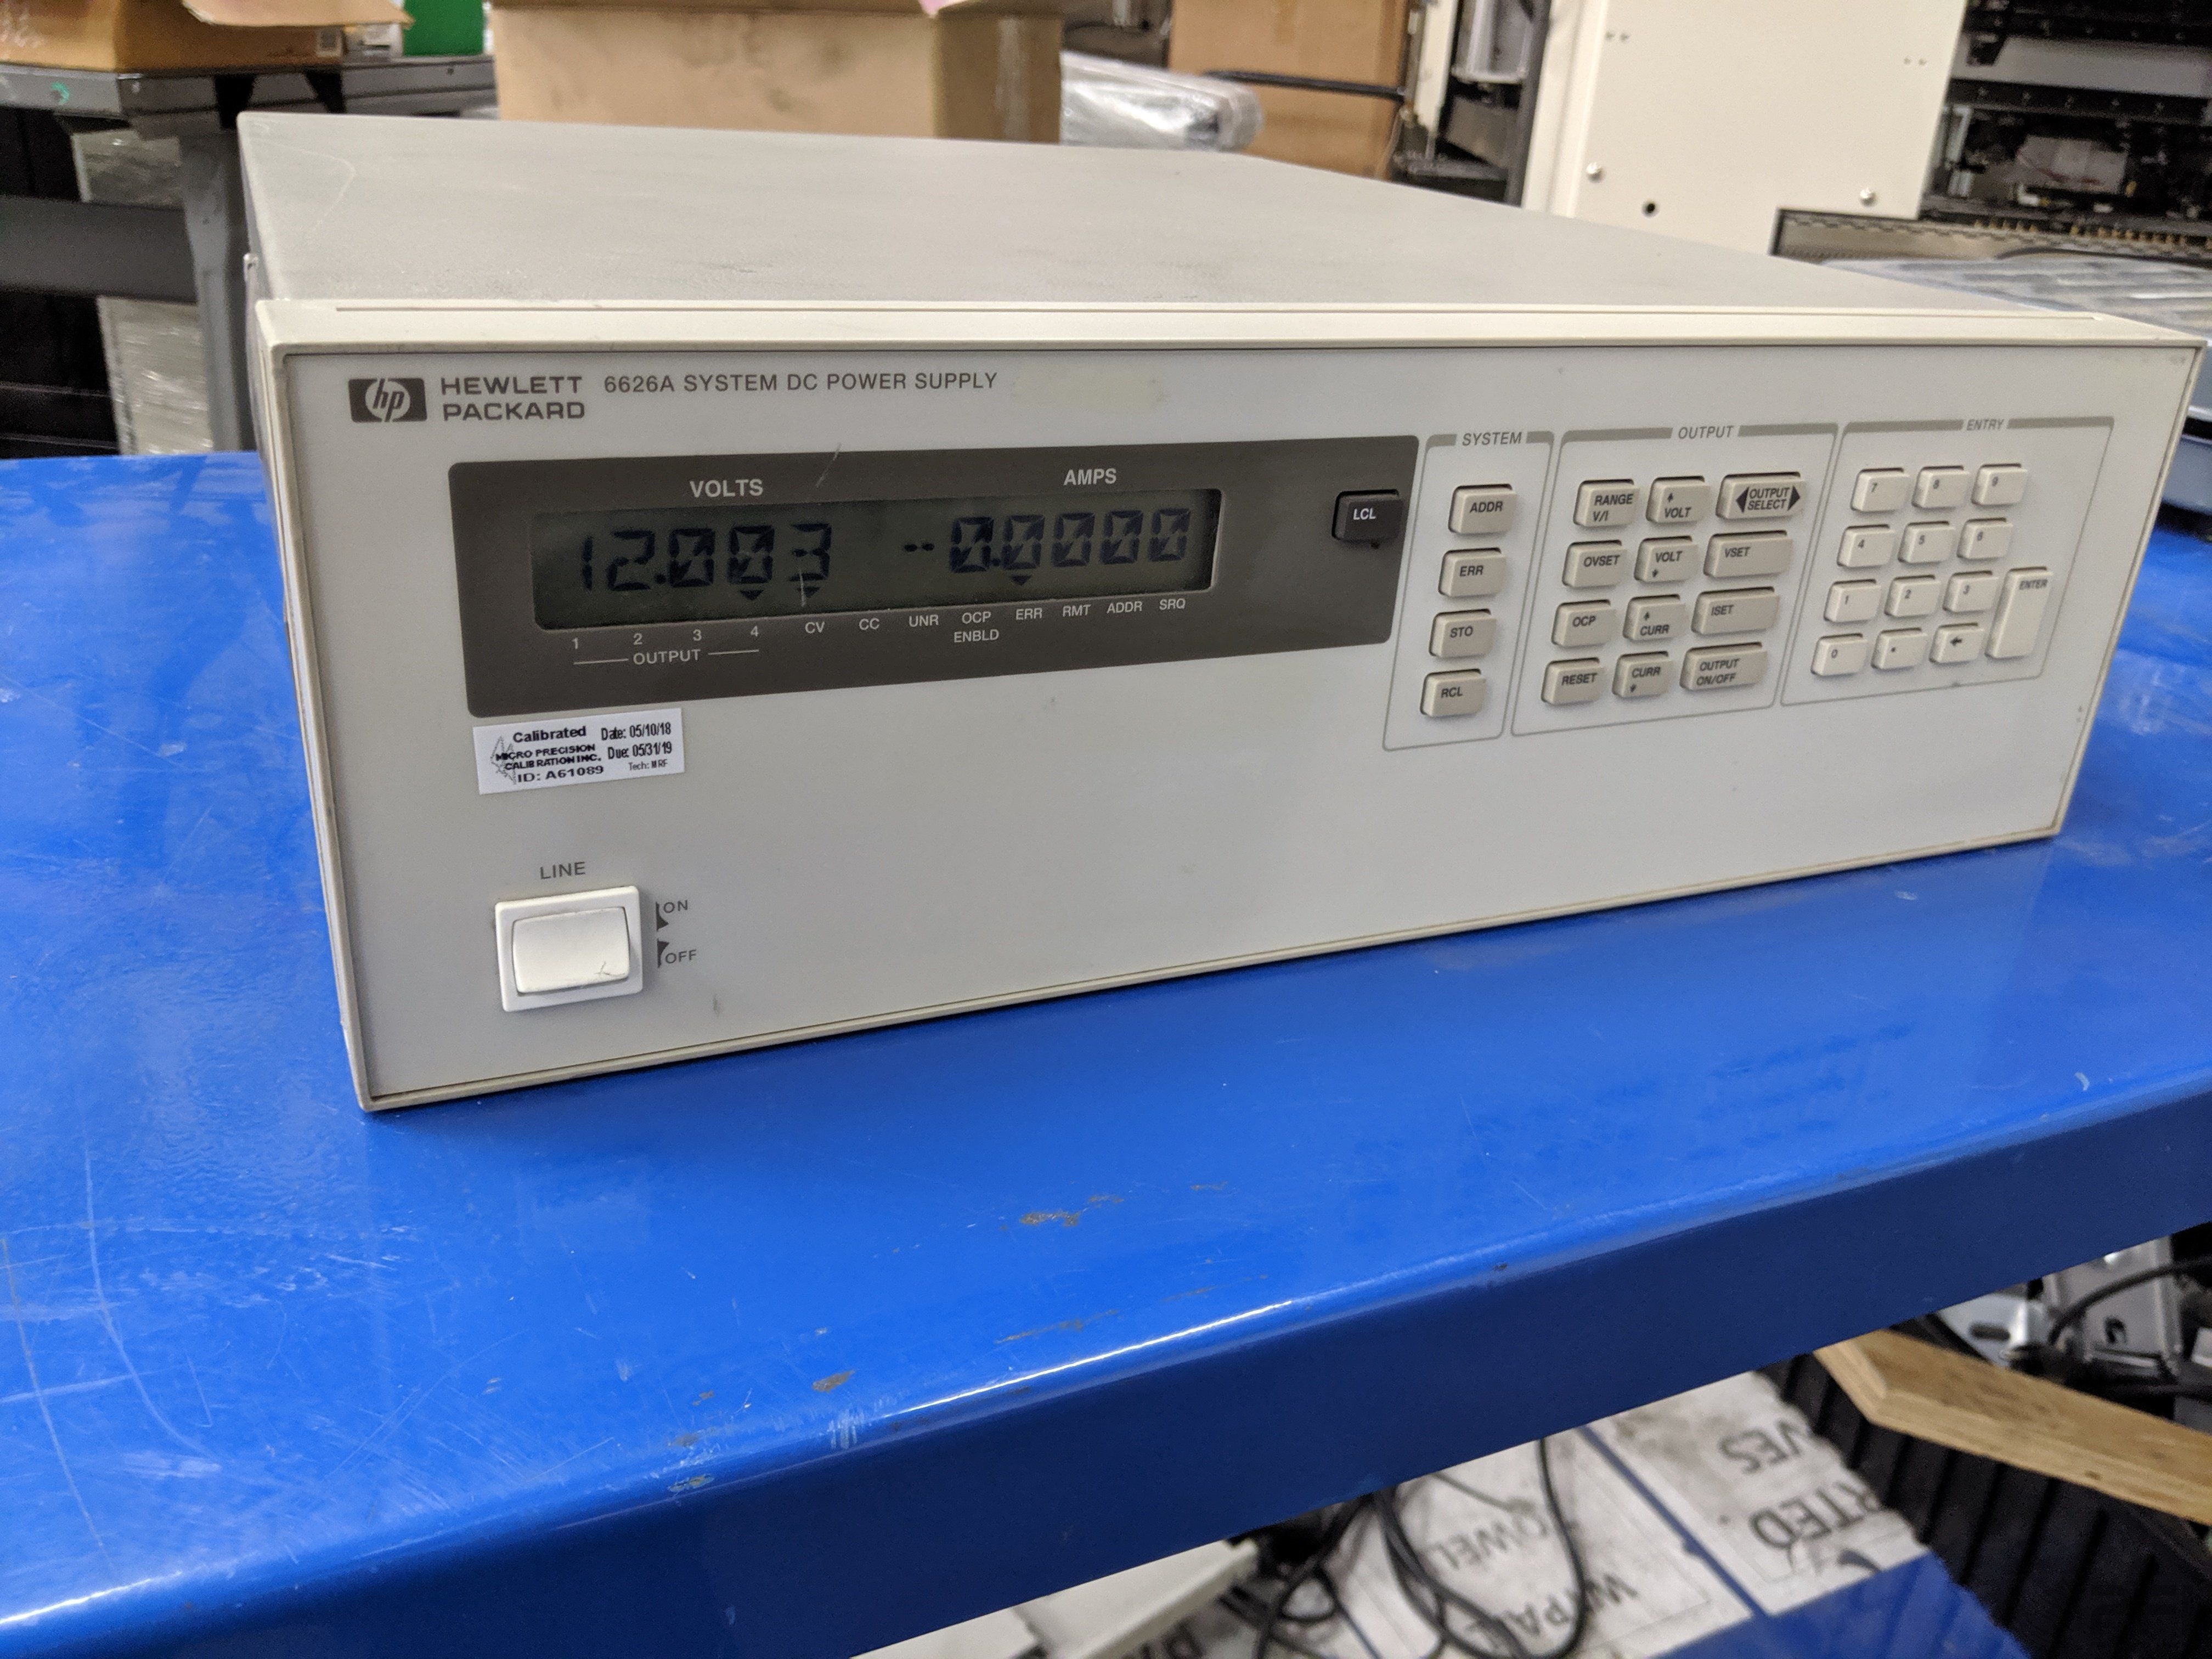 hp HEWLETT PACKARD 6626A SYSTEM DC POWER SUPPLY
VOLTS AMPS
12.003 -0.0000
1 2 3 4 CV CC UNR OCP ENBLD ERR RMT ADDR SRQ
OUTPUT
LCL
SYSTEM
ADDR
ERR
STO
RCL
OUTPUT
RANGE V/I VOLT OUTPUT SELECT
OVSET VOLT VSET
OCP CURR ISET
RESET CURR OUTPUT ON/OFF
ENTRY
7 8 9
4 5 6
1 2 3 ENTER
0 . ←
Calibrated Date: 05/10/18
MICRO PRECISION Due: 05/31/19
CALIBRATION INC. Tech: MRF
ID: A61089
LINE
ON
OFF
VES
RTED